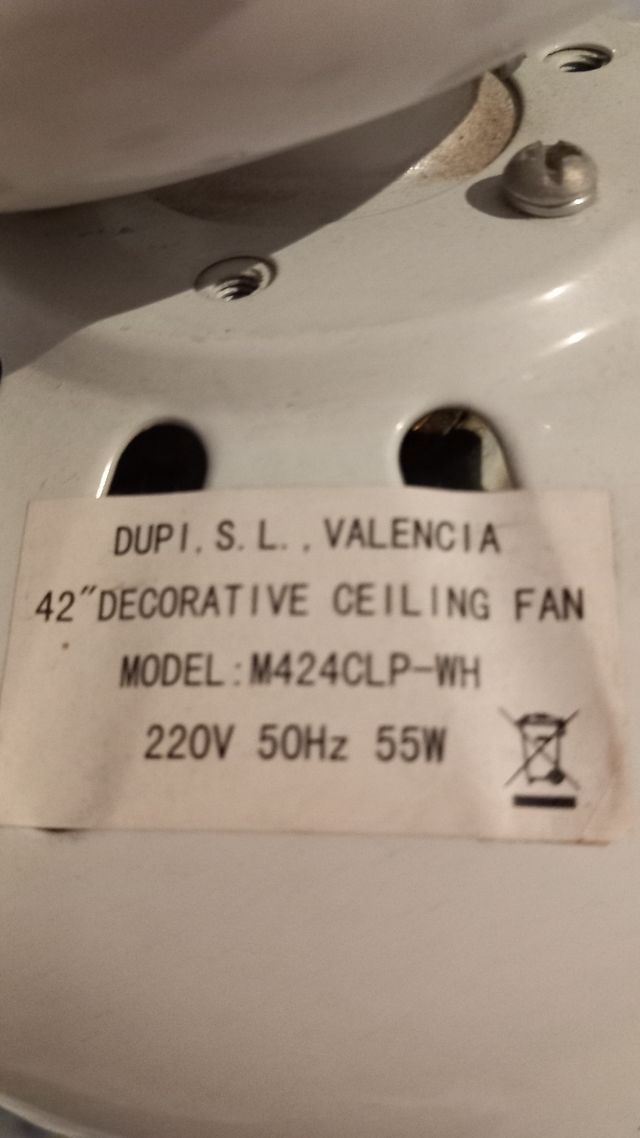 DUPI, S.L., VALENCIA
42"DECORATIVE CEILING FAN
MODEL:M424CLP-WH
220V 50Hz 55W